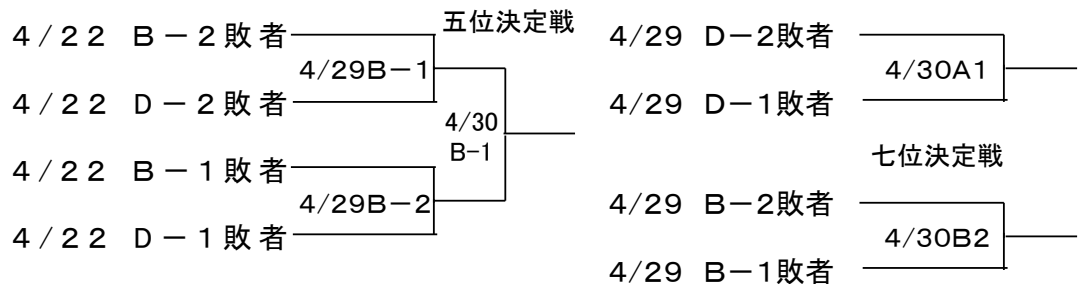 五位決定戦
4/22 B-2敗者
4/29B-1
4/22 D-2敗者
4/30
B-1
4/22 B-1敗者
4/29B-2
4/22 D-1敗者
4/29 D-2敗者
4/30A1
4/29 D-1敗者
七位決定戦
4/29 B-2敗者
4/30B2
4/29 B-1敗者